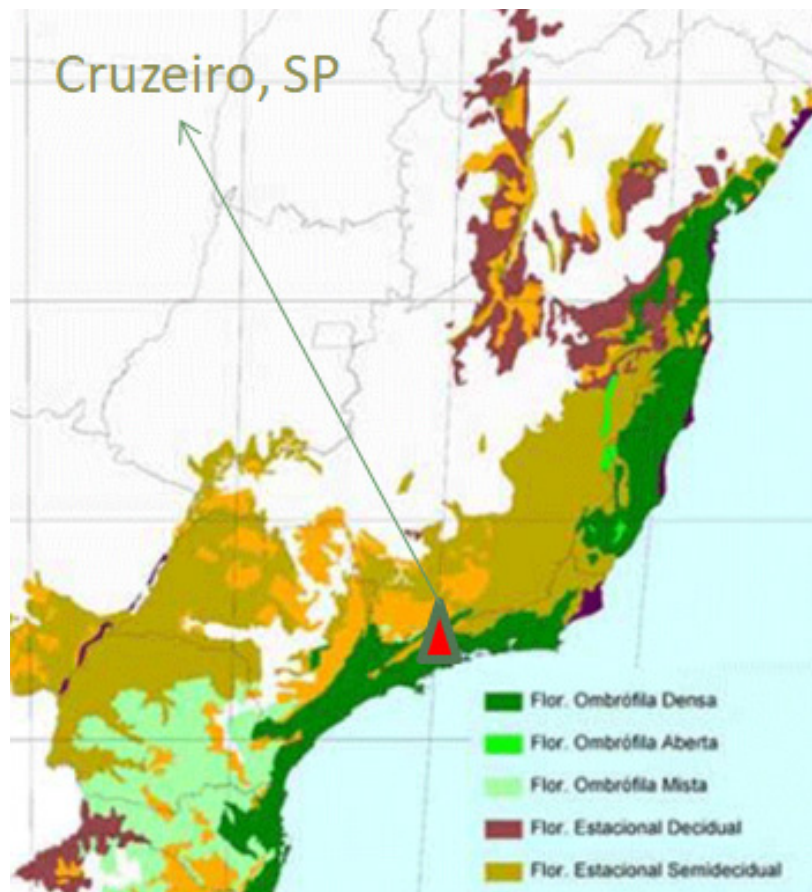 Cruzeiro, SP
Flor. Ombrófila Densa
Flor. Ombrófila Aberta
Flor. Ombrófila Mista
Flor. Estacional Decidual
Flor. Estacional Semidecidual